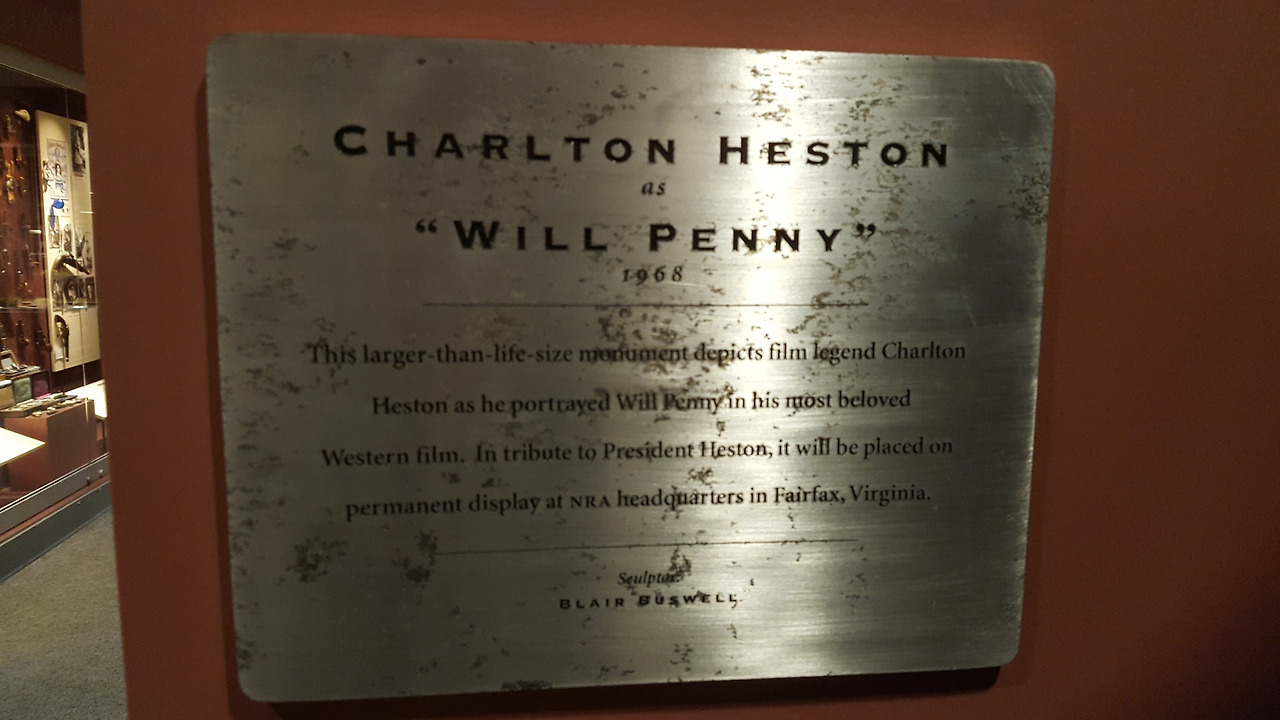 CHARLTON HESTON
as
“WILL PENNY”
1968
This larger-than-life-size monument depicts film legend Charlton
Heston as he portrayed Will Penny in his most beloved
Western film. In tribute to President Heston, it will be placed on
permanent display at NRA headquarters in Fairfax, Virginia.
Sculptor:
BLAIR BUSWELL